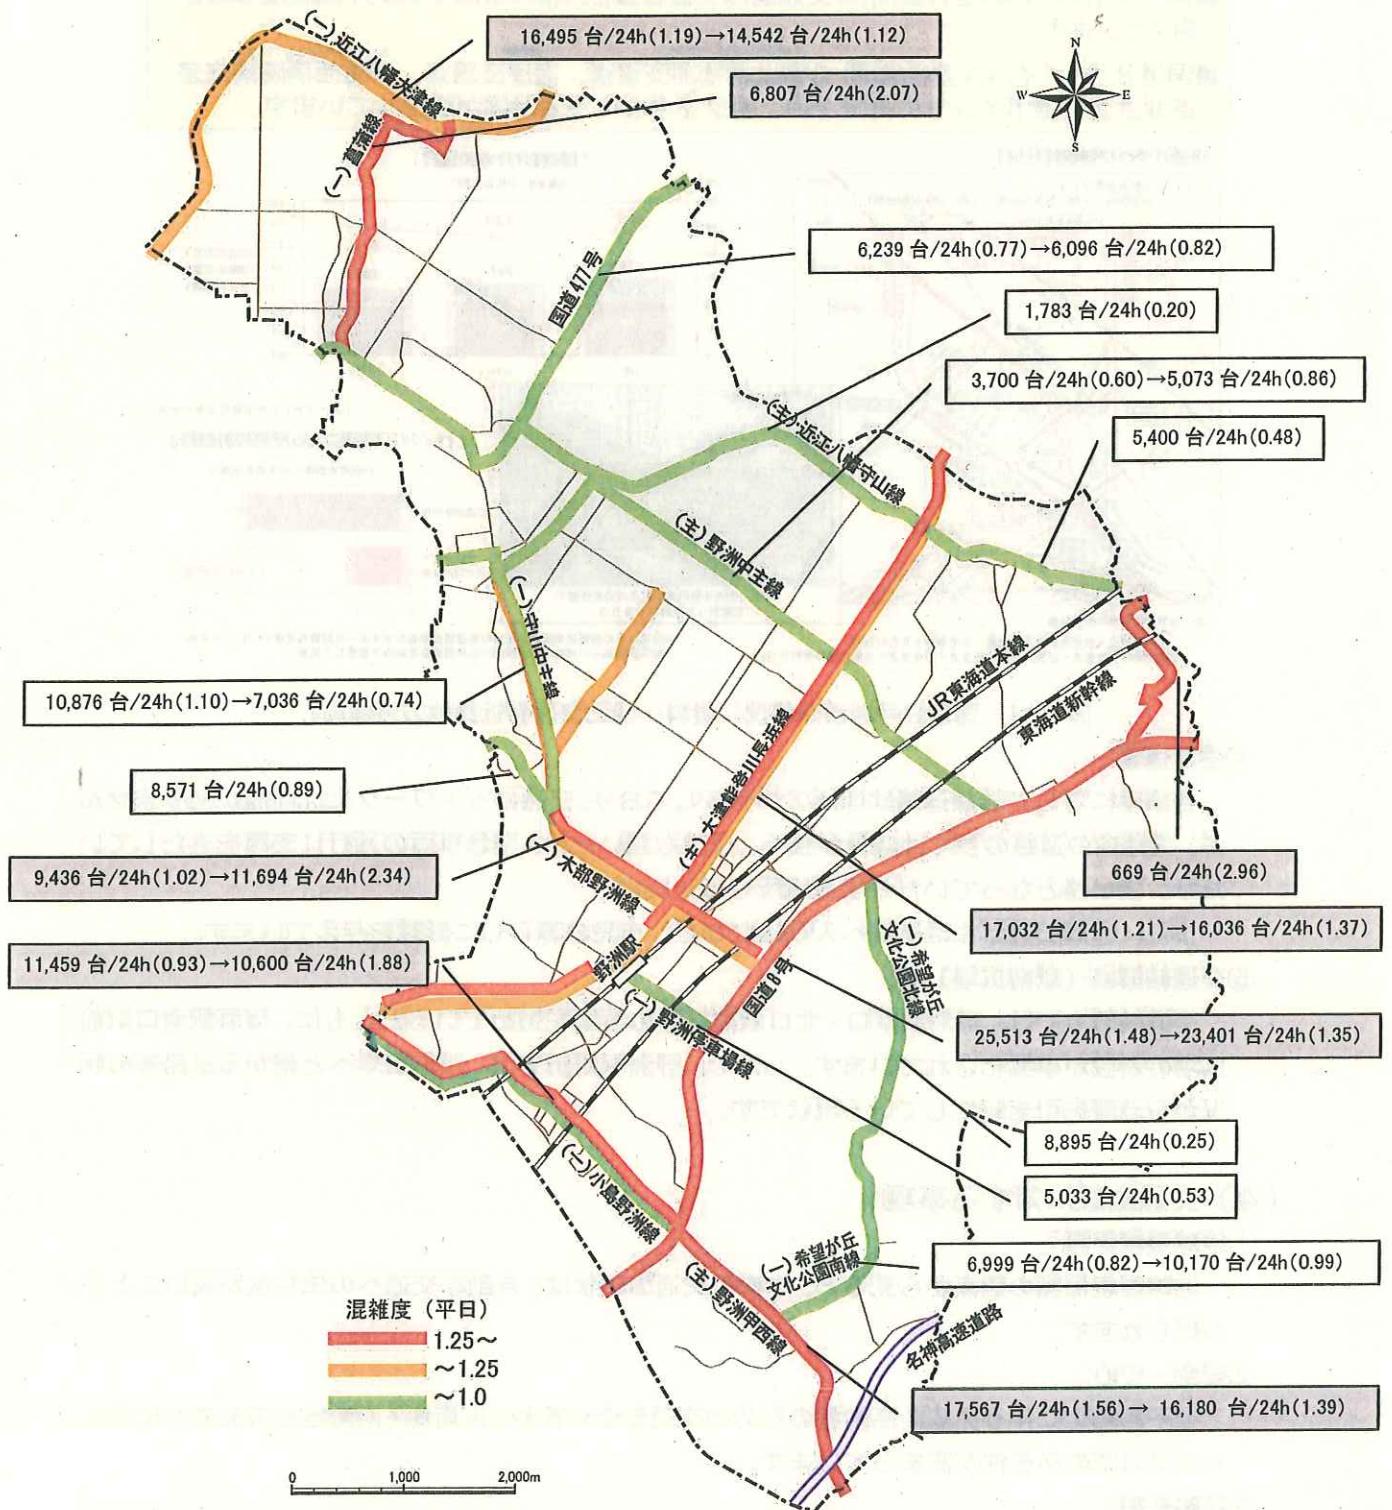 16,495 台/24h(1.19)→14,542 台/24h(1.12)
6,807 台/24h(2.07)
N
W
E
S
(一)近江八幡大津線
(一)菖蒲線
国道477号
6,239 台/24h(0.77)→6,096 台/24h(0.82)
1,783 台/24h(0.20)
3,700 台/24h(0.60)→5,073 台/24h(0.86)
5,400 台/24h(0.48)
(主)近江八幡守山線
(主)野洲中主線
(一)守山中主線
JR東海道本線
東海道新幹線
10,876 台/24h(1.10)→7,036 台/24h(0.74)
8,571 台/24h(0.89)
(主)大津能登川長浜線
9,436 台/24h(1.02)→11,694 台/24h(2.34)
(一)木部野洲線
669 台/24h(2.96)
17,032 台/24h(1.21)→16,036 台/24h(1.37)
11,459 台/24h(0.93)→10,600 台/24h(1.88)
野洲駅
国道8号
(一)希望が丘
文化公園北線
(一)野洲停車場線
25,513 台/24h(1.48)→23,401 台/24h(1.35)
8,895 台/24h(0.25)
5,033 台/24h(0.53)
(一)小島野洲線
(一)希望が丘
文化公園南線
6,999 台/24h(0.82)→10,170 台/24h(0.99)
(主)野洲甲西線
名神高速道路
17,567 台/24h(1.56)→ 16,180 台/24h(1.39)
混雑度(平日)
1.25~
~1.25
~1.0
0
1,000
2,000m